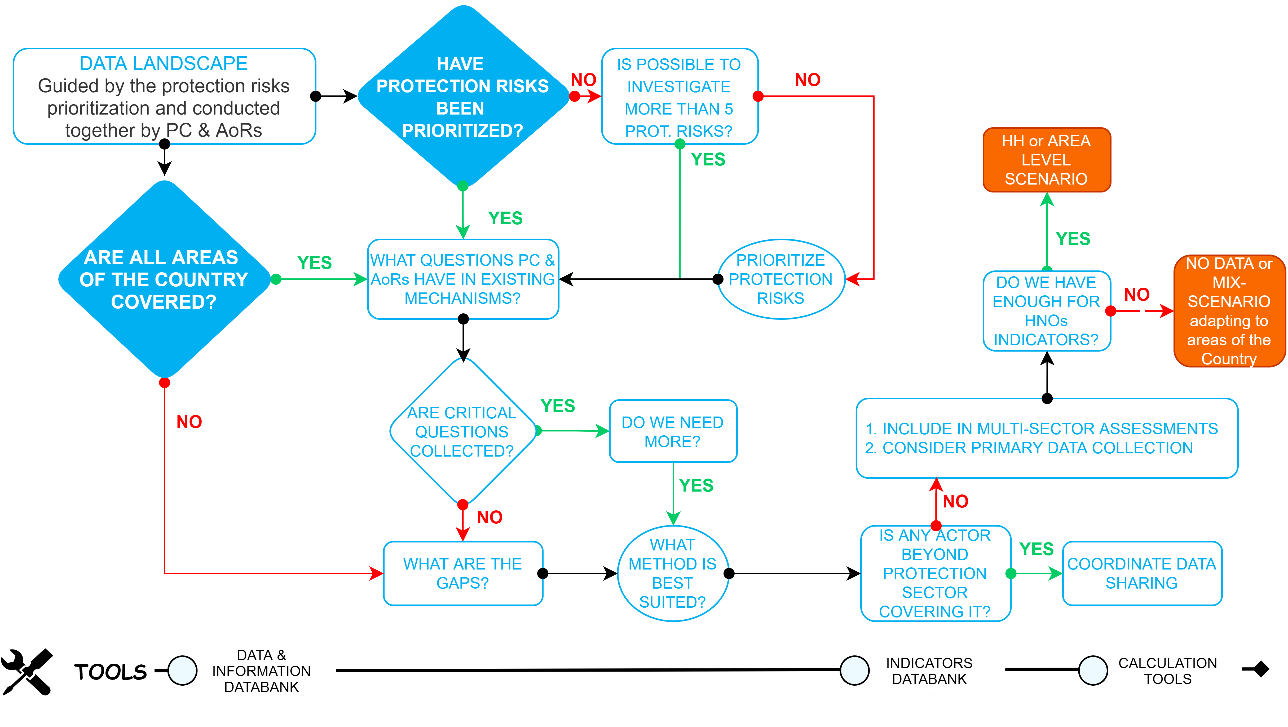 DATA LANDSCAPE
Guided by the protection risks
prioritization and conducted
together by PC & AoRs
HAVE
PROTECTION RISKS
BEEN
PRIORITIZED?
NO
IS POSSIBLE TO
INVESTIGATE
MORE THAN 5
PROT. RISKS?
NO
YES
YES
HH or AREA
LEVEL
SCENARIO
YES
ARE ALL AREAS
OF THE COUNTRY
COVERED?
YES
WHAT QUESTIONS PC &
AoRs HAVE IN EXISTING
MECHANISMS?
PRIORITIZE
PROTECTION
RISKS
DO WE HAVE
ENOUGH FOR
HNOs
INDICATORS?
NO
NO DATA or
MIX-
SCENARIO
adapting to
areas of the
Country
NO
ARE CRITICAL
QUESTIONS
COLLECTED?
YES
DO WE NEED
MORE?
YES
1. INCLUDE IN MULTI-SECTOR ASSESSMENTS
2. CONSIDER PRIMARY DATA COLLECTION
NO
NO
WHAT ARE THE
GAPS?
WHAT
METHOD IS
BEST
SUITED?
IS ANY ACTOR
BEYOND
PROTECTION
SECTOR
COVERING IT?
YES
COORDINATE DATA
SHARING
TOOLS
DATA &
INFORMATION
DATABANK
INDICATORS
DATABANK
CALCULATION
TOOLS